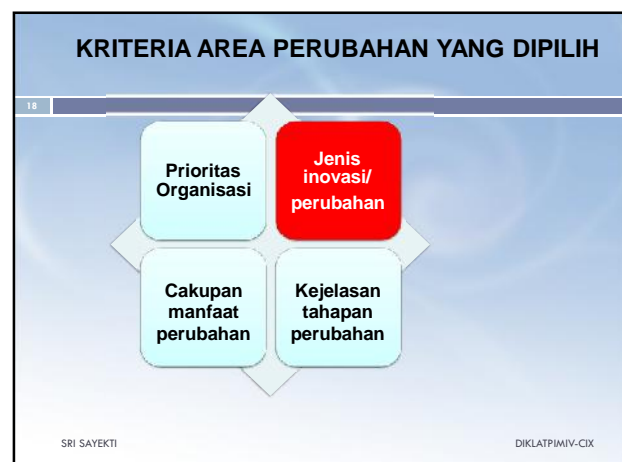 KRITERIA AREA PERUBAHAN YANG DIPILIH
18
Prioritas
Organisasi
Jenis
inovasi/
perubahan
Cakupan
manfaat
perubahan
Kejelasan
tahapan
perubahan
SRI SAYEKTI
DIKLATPIMIV-CIX